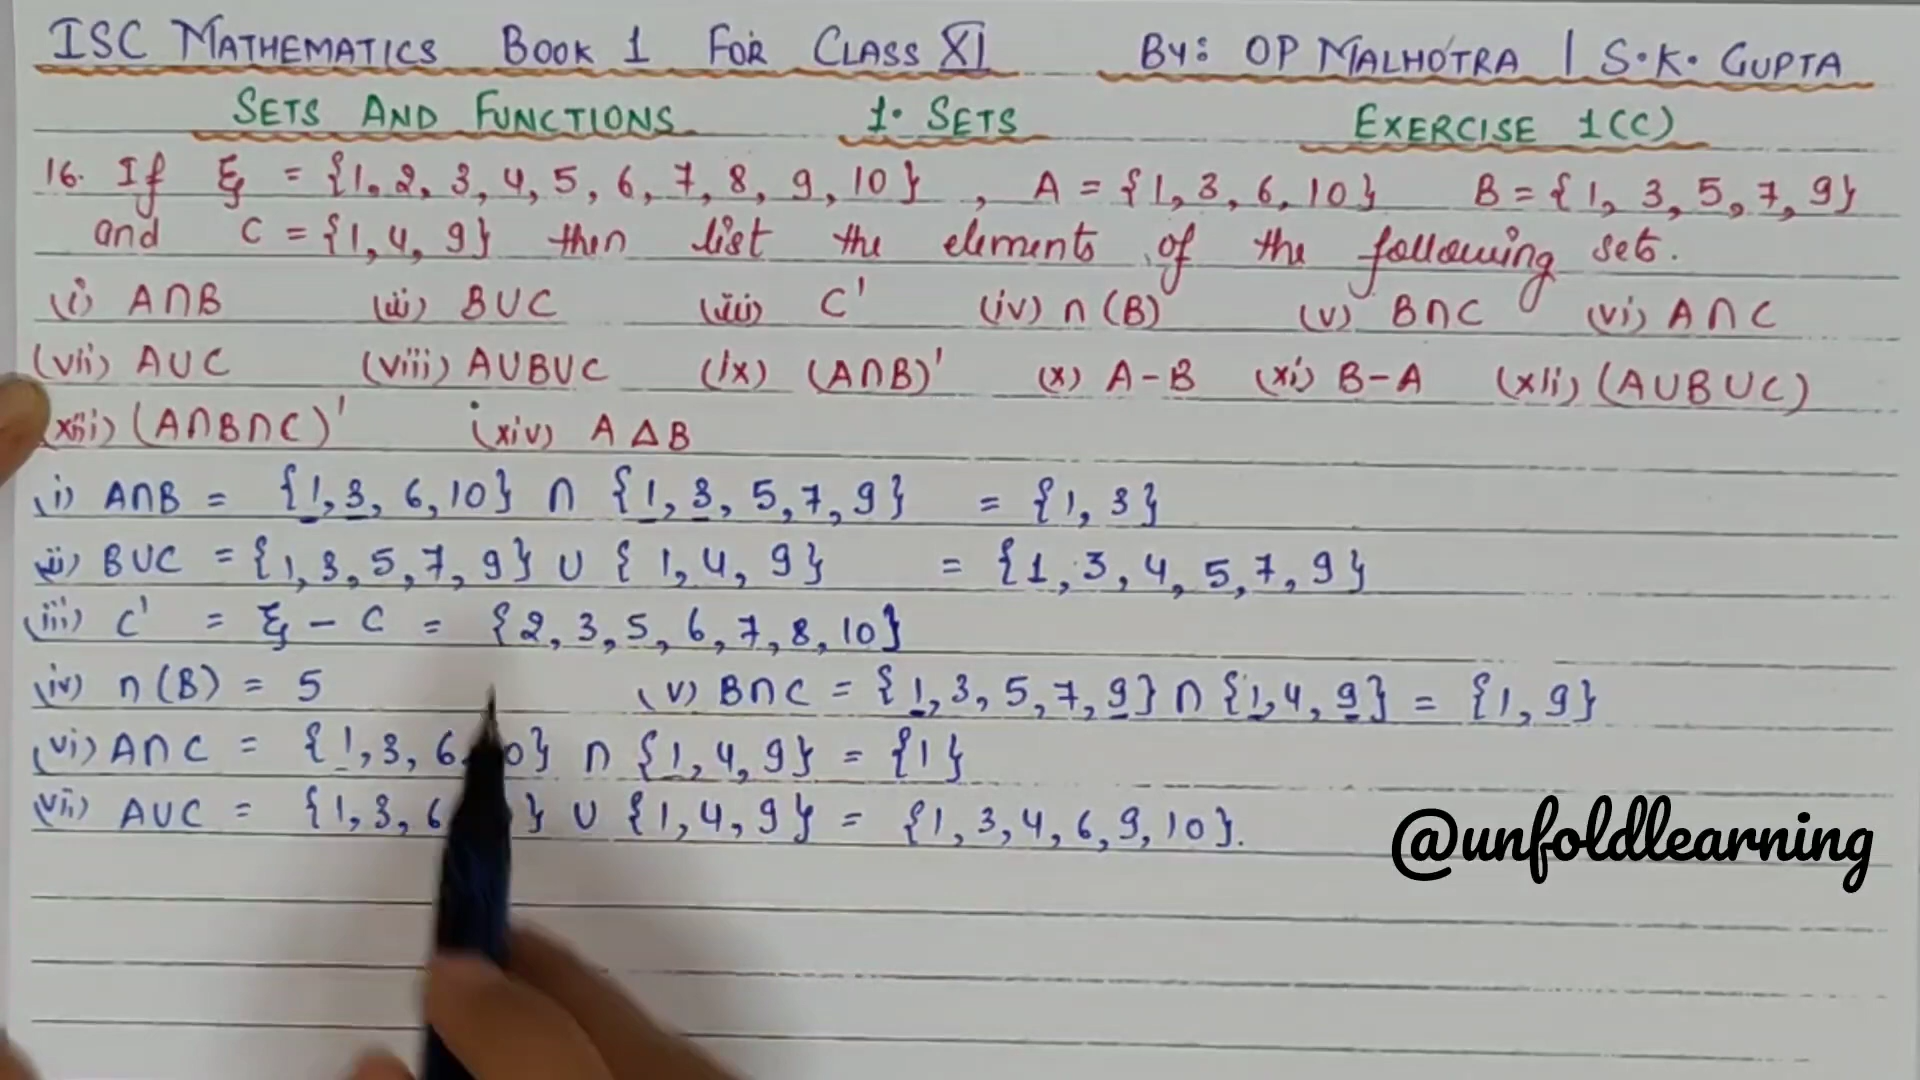 ISC MATHEMATICS BOOK 1 FOR CLASS XI BY: OP MALHOTRA | S.K. GUPTA
SETS AND FUNCTIONS 1. SETS EXERCISE 1(C)
16. If ξ = {1, 2, 3, 4, 5, 6, 7, 8, 9, 10}, A = {1, 3, 6, 10} B = {1, 3, 5, 7, 9}
and C = {1, 4, 9} then list the elements of the following sets.
(i) A∩B (ii) B∪C (iii) C' (iv) n(B) (v) B∩C (vi) A∩C
(vii) A∪C (viii) A∪B∪C (ix) (A∩B)' (x) A-B (xi) B-A (xii) (A∪B∪C)
(xiii) (A∩B∩C)' (xiv) A Δ B
(i) A∩B = {1, 3, 6, 10} ∩ {1, 3, 5, 7, 9} = {1, 3}
(ii) B∪C = {1, 3, 5, 7, 9} ∪ {1, 4, 9} = {1, 3, 4, 5, 7, 9}
(iii) C' = ξ - C = {2, 3, 5, 6, 7, 8, 10}
(iv) n(B) = 5 (v) B∩C = {1, 3, 5, 7, 9} ∩ {1, 4, 9} = {1, 9}
(vi) A∩C = {1, 3, 6, 0} ∩ {1, 4, 9} = {1}
(vii) A∪C = {1, 3, 6 } ∪ {1, 4, 9} = {1, 3, 4, 6, 9, 10}.
@unfoldlearning